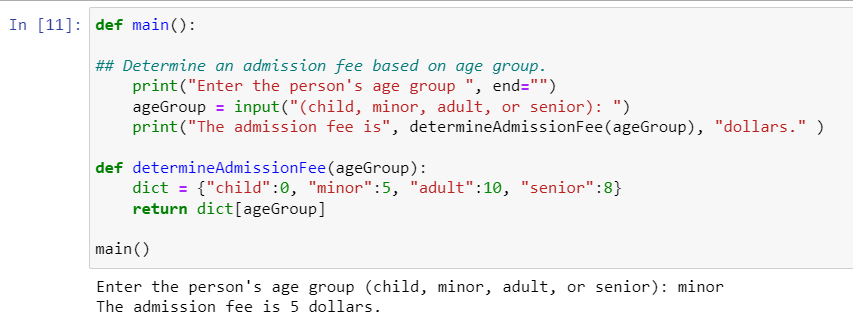 In [11]: def main():
## Determine an admission fee based on age group.
    print("Enter the person's age group ", end="")
    ageGroup = input("(child, minor, adult, or senior): ")
    print("The admission fee is", determineAdmissionFee(ageGroup), "dollars." )
def determineAdmissionFee(ageGroup):
    dict = {"child":0, "minor":5, "adult":10, "senior":8}
    return dict[ageGroup]
main()
Enter the person's age group (child, minor, adult, or senior): minor
The admission fee is 5 dollars.